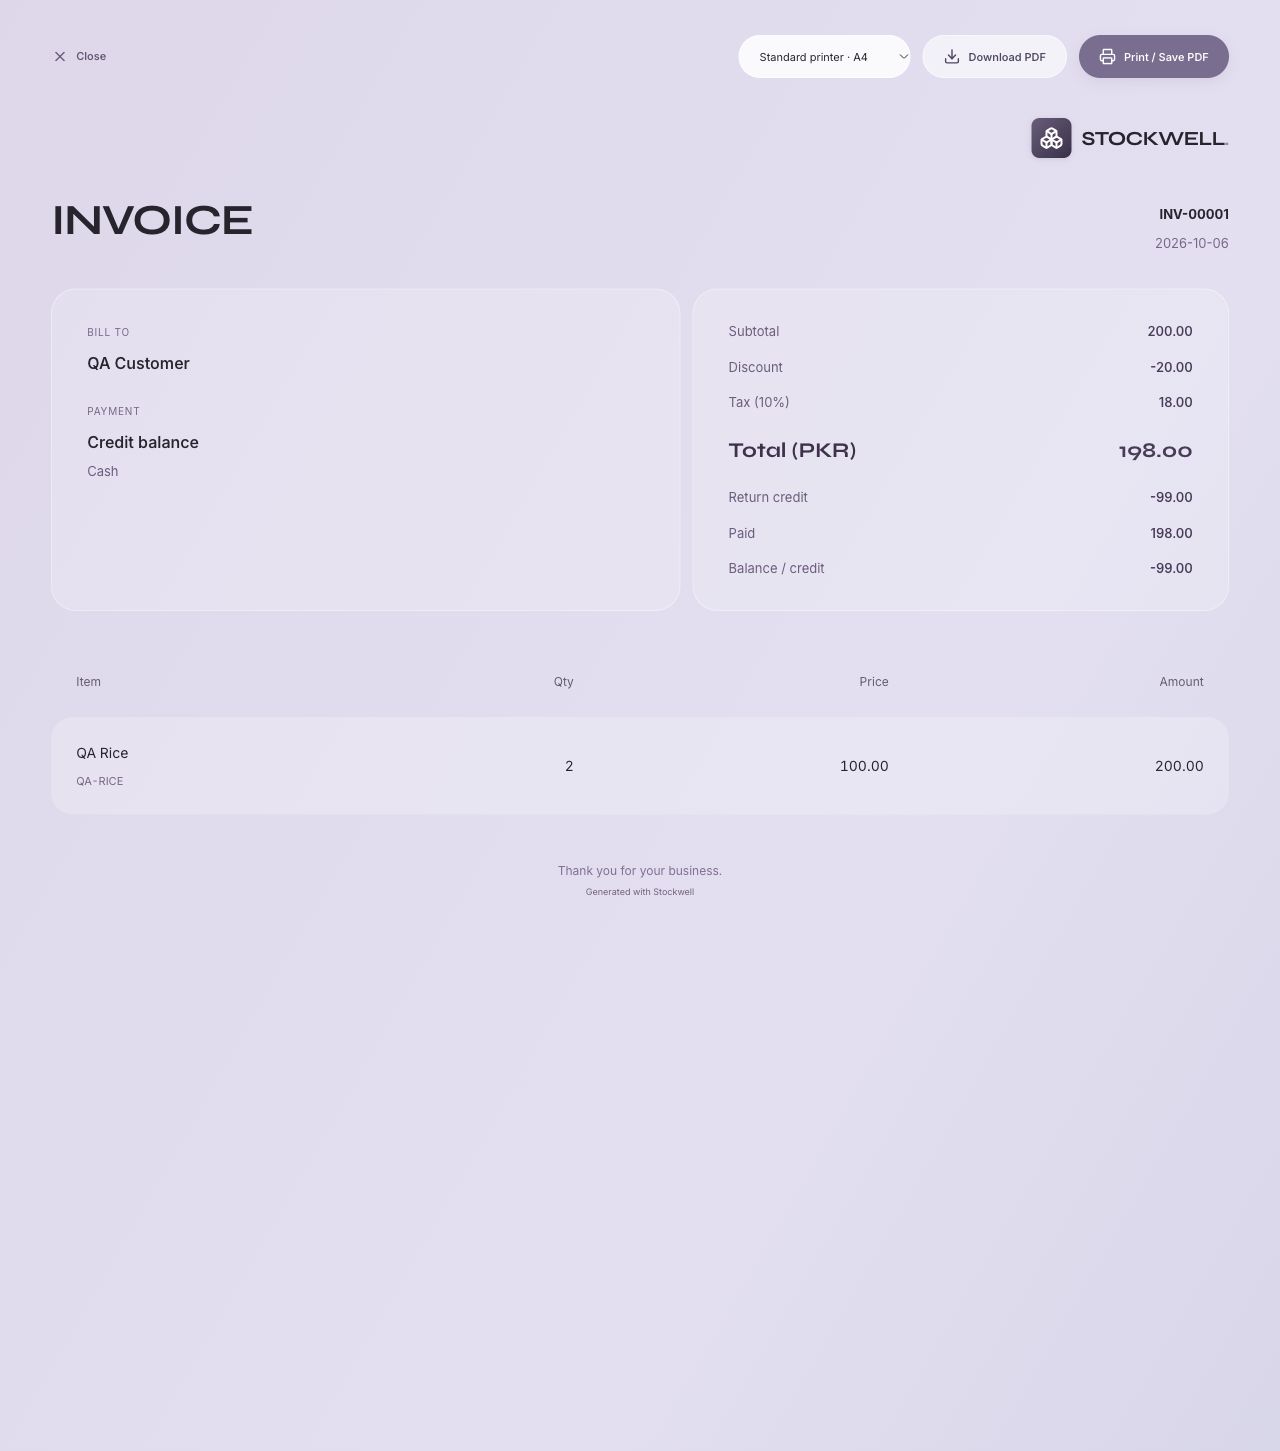 Close
Standard printer · A4
Download PDF
Print / Save PDF
STOCKWELL.
INVOICE
INV-00001
2026-10-06
BILL TO
QA Customer
PAYMENT
Credit balance
Cash
Subtotal 200.00
Discount -20.00
Tax (10%) 18.00
Total (PKR) 198.00
Return credit -99.00
Paid 198.00
Balance / credit -99.00
Item Qty Price Amount
QA Rice
QA-RICE
2 100.00 200.00
Thank you for your business.
Generated with Stockwell